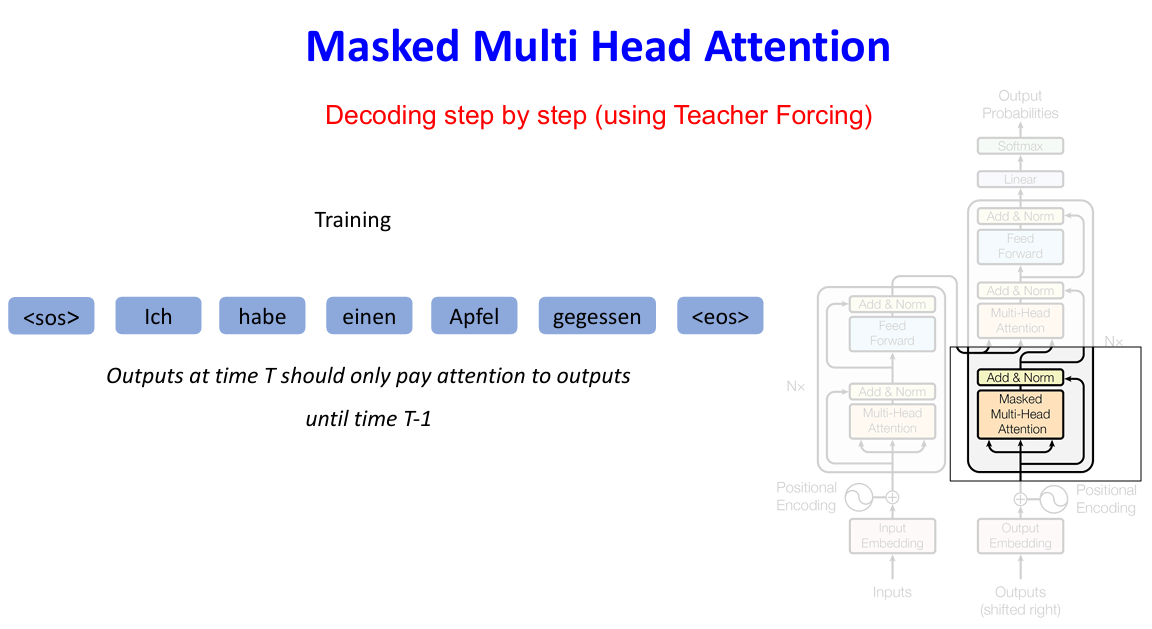 Masked Multi Head Attention
Decoding step by step (using Teacher Forcing)
Training
<sos> Ich habe einen Apfel gegessen <eos>
Outputs at time T should only pay attention to outputs
until time T-1
Output
Probabilities
Softmax
Linear
Add & Norm
Feed
Forward
Add & Norm
Multi-Head
Attention
N×
Add & Norm
Masked
Multi-Head
Attention
Positional
Encoding
Output
Embedding
Outputs
(shifted right)
Add & Norm
Feed
Forward
N×
Add & Norm
Multi-Head
Attention
Positional
Encoding
Input
Embedding
Inputs